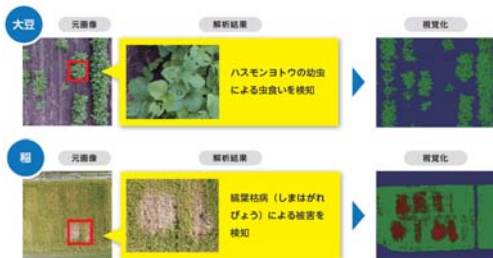 大豆
元画像
解析結果
視覚化
ハスモンヨトウの幼虫
による虫食いを検知
稲
元画像
解析結果
視覚化
縞葉枯病（しまはがれ
びょう）による被害を
検知